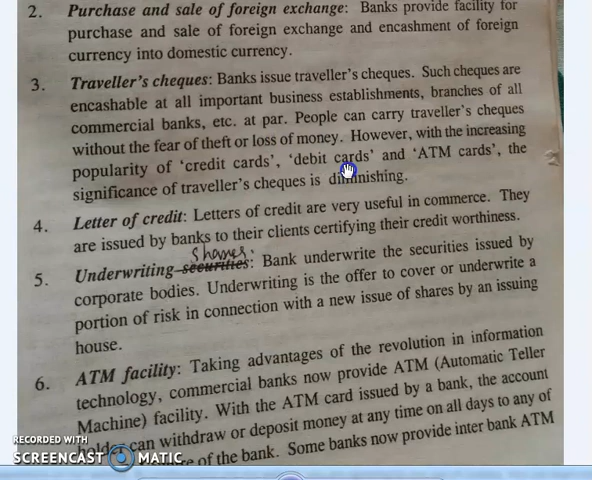 2. Purchase and sale of foreign exchange: Banks provide facility for
purchase and sale of foreign exchange and encashment of foreign
currency into domestic currency.
3. Traveller's cheques: Banks issue traveller's cheques. Such cheques are
encashable at all important business establishments, branches of all
commercial banks, etc. at par. People can carry traveller's cheques
without the fear of theft or loss of money. However, with the increasing
popularity of 'credit cards', 'debit cards' and 'ATM cards', the
significance of traveller's cheques is diminishing.
4. Letter of credit: Letters of credit are very useful in commerce. They
are issued by banks to their clients certifying their credit worthiness.
Shares.
5. Underwriting securities: Bank underwrite the securities issued by
corporate bodies. Underwriting is the offer to cover or underwrite a
portion of risk in connection with a new issue of shares by an issuing
house.
6. ATM facility: Taking advantages of the revolution in information
technology, commercial banks now provide ATM (Automatic Teller
Machine) facility. With the ATM card issued by a bank, the account
holder can withdraw or deposit money at any time on all days to any of
of the bank. Some banks now provide inter bank ATM
RECORDED WITH
SCREENCAST MATIC